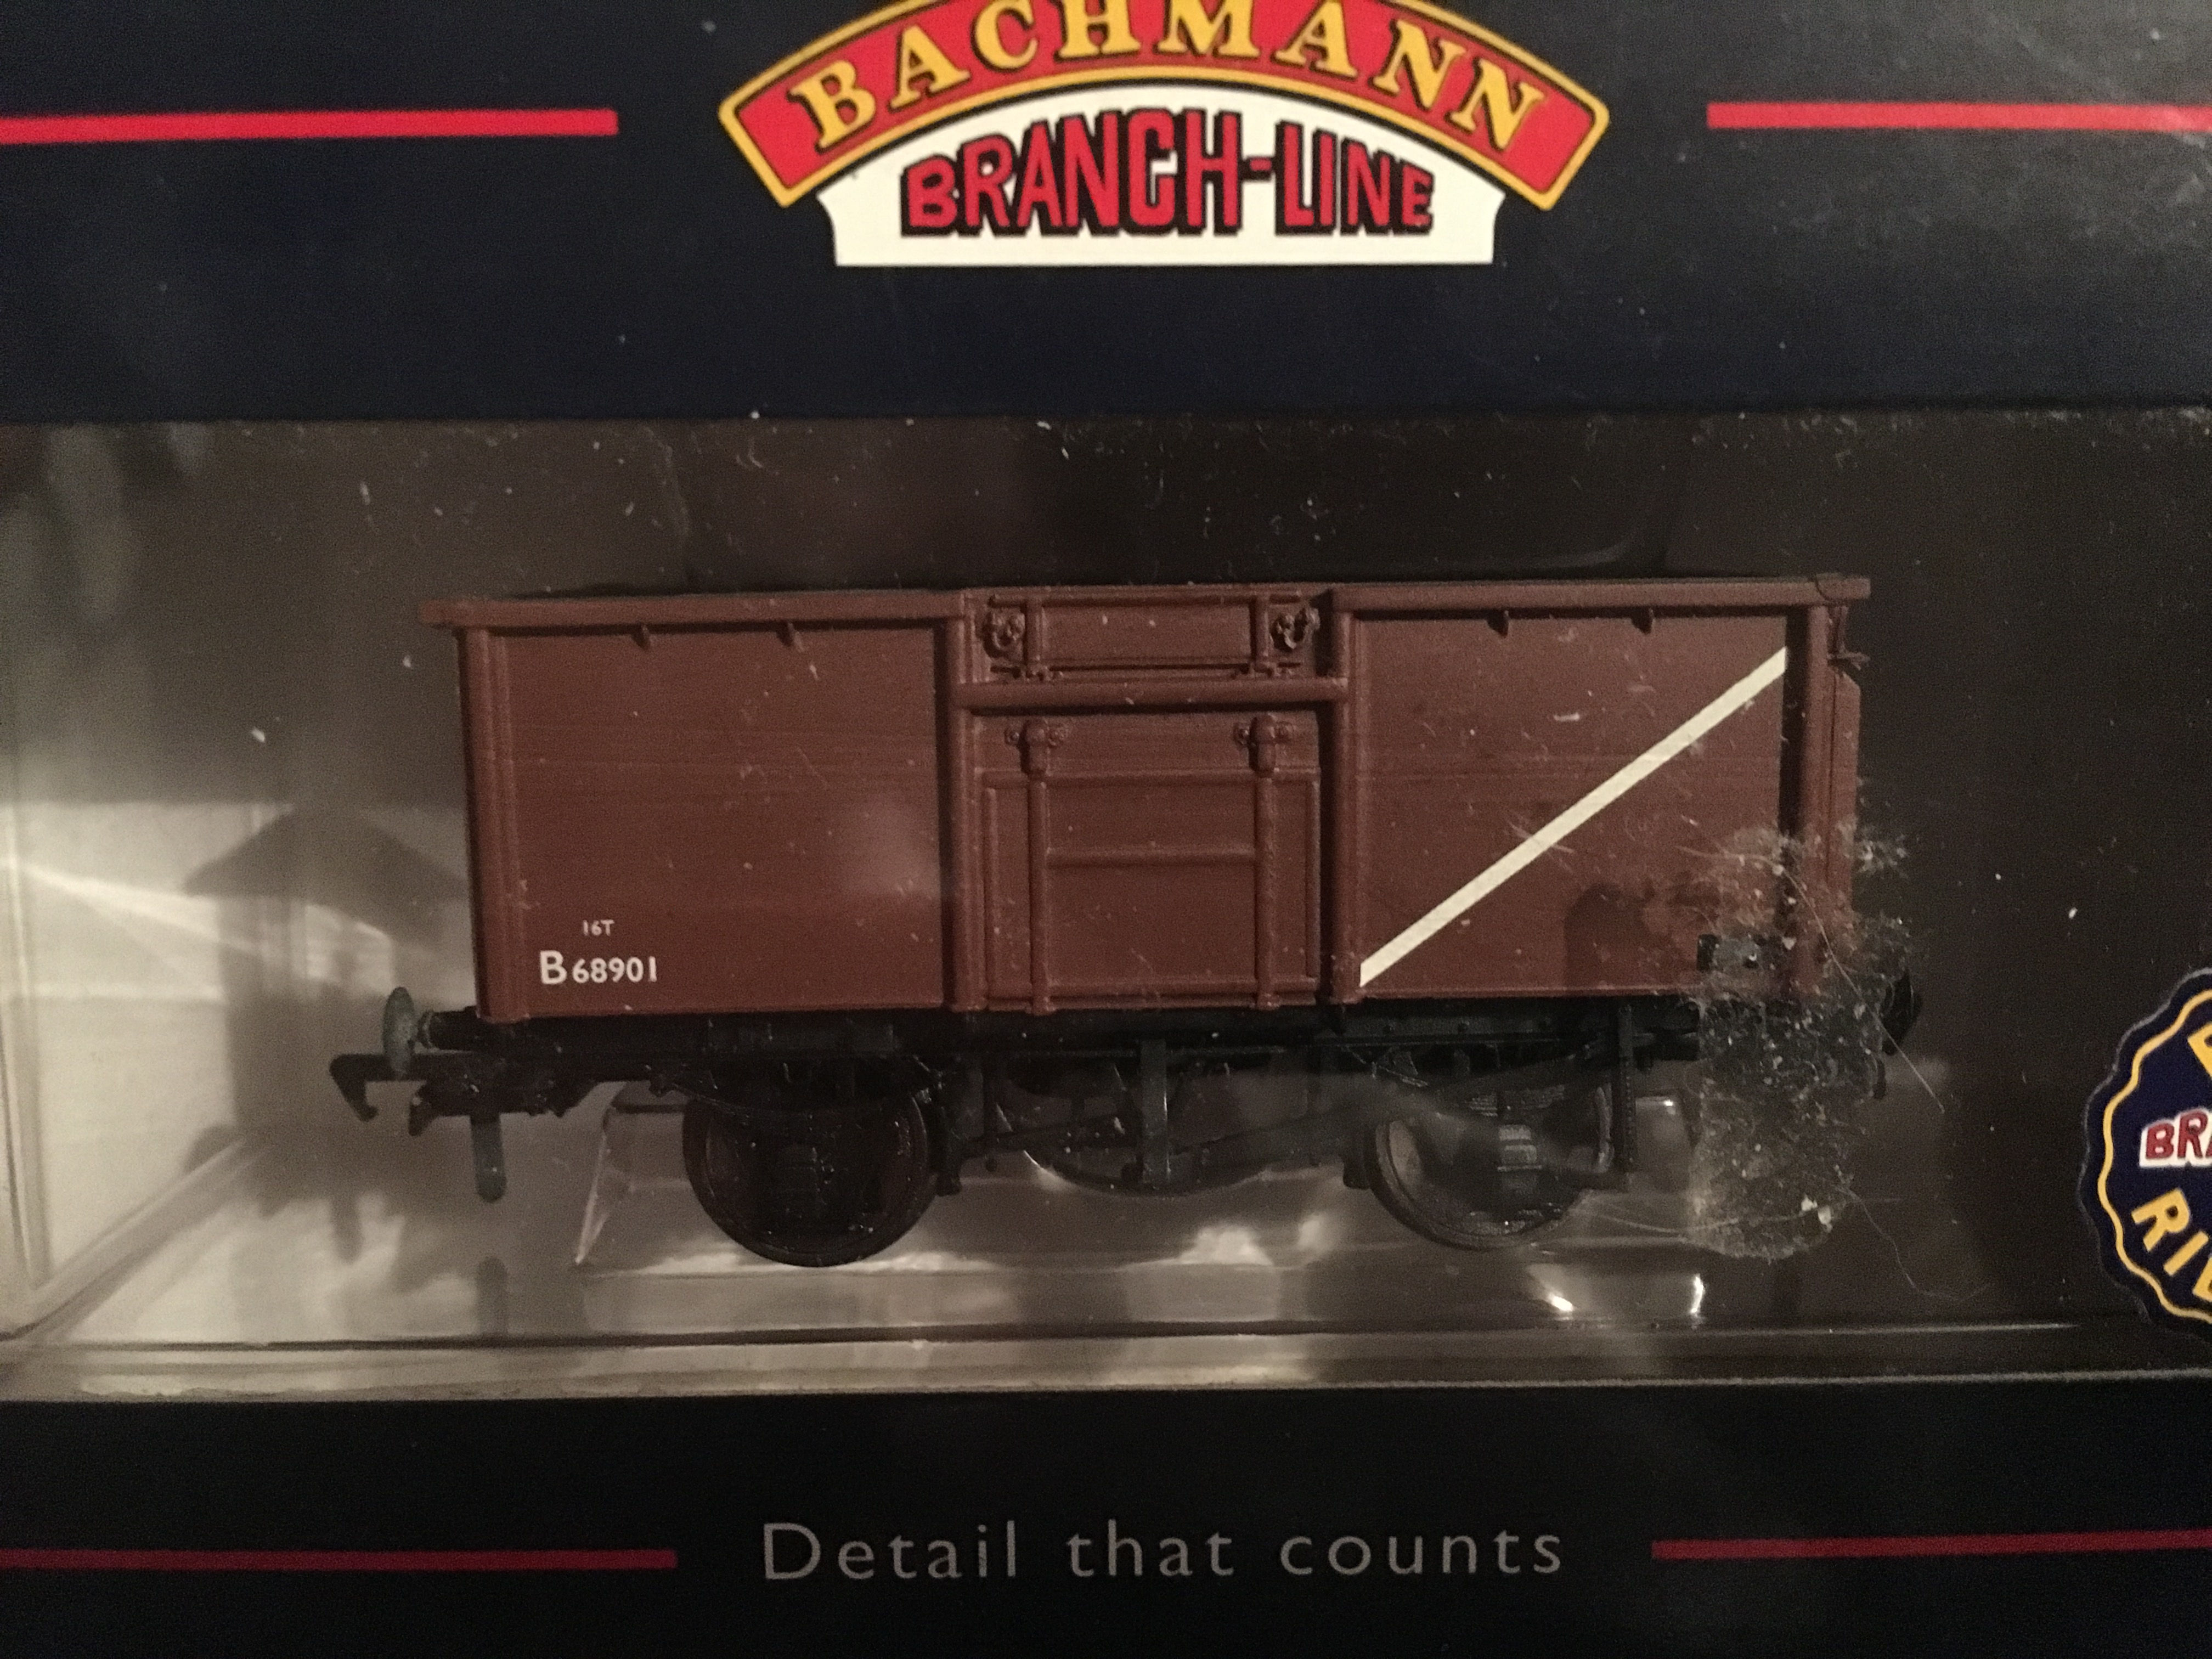 BACHMANN
BRANCH-LINE
16T
B68901
Detail that counts